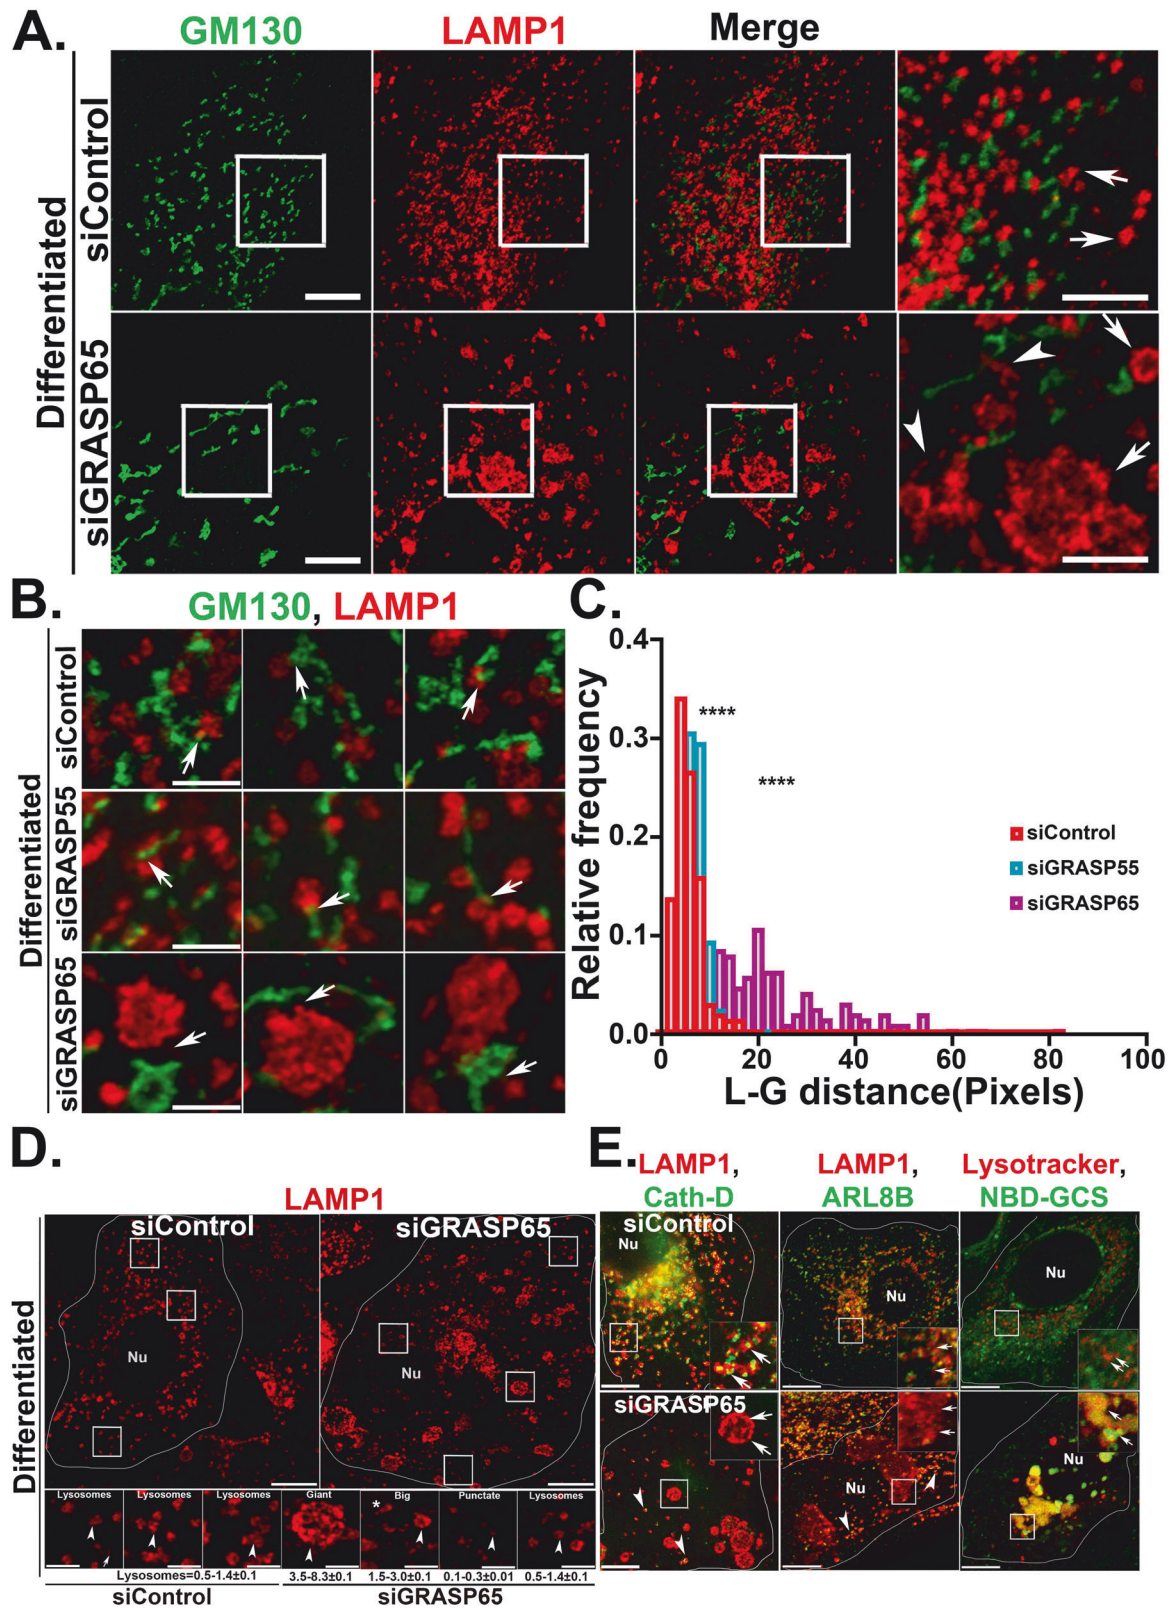 A.
GM130 LAMP1 Merge
Differentiated
siControl
siGRASP65
B.
GM130, LAMP1
Differentiated
siControl
siGRASP55
siGRASP65
C.
Relative frequency
0.4
0.3
0.2
0.1
0.0
****
****
siControl
siGRASP55
siGRASP65
0 20 40 60 80 100
L-G distance(Pixels)
D.
LAMP1
Differentiated
siControl siGRASP65
Nu Nu
Lysosomes Lysosomes Lysosomes Giant Big Punctate Lysosomes
*
Lysosomes=0.5-1.4±0.1 3.5-8.3±0.1 1.5-3.0±0.1 0.1-0.3±0.01 0.5-1.4±0.1
siControl siGRASP65
E.
LAMP1, LAMP1, Lysotracker,
Cath-D ARL8B NBD-GCS
siControl
Nu Nu Nu
siGRASP65
Nu Nu